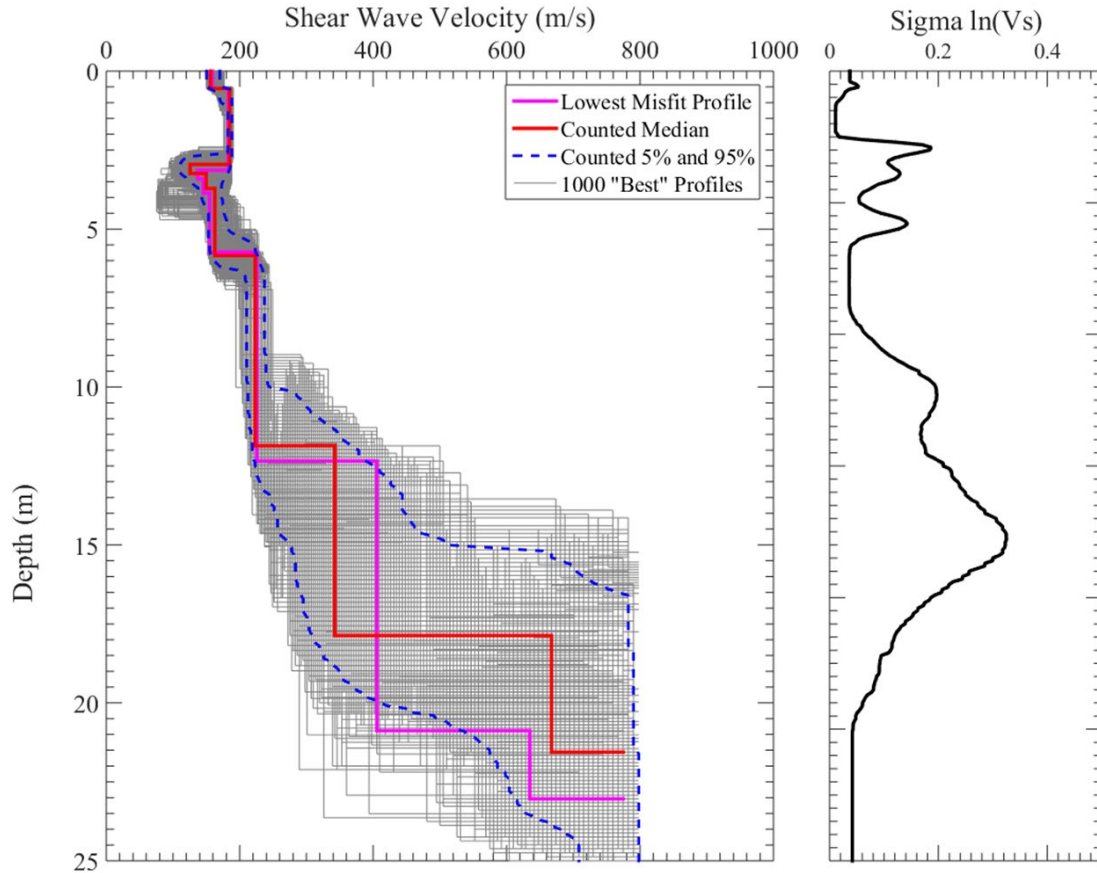 Shear Wave Velocity (m/s)
0 200 400 600 800 1000
0
5
10
15
20
25
Depth (m)
Lowest Misfit Profile
Counted Median
Counted 5% and 95%
1000 "Best" Profiles
Sigma ln(Vs)
0 0.2 0.4